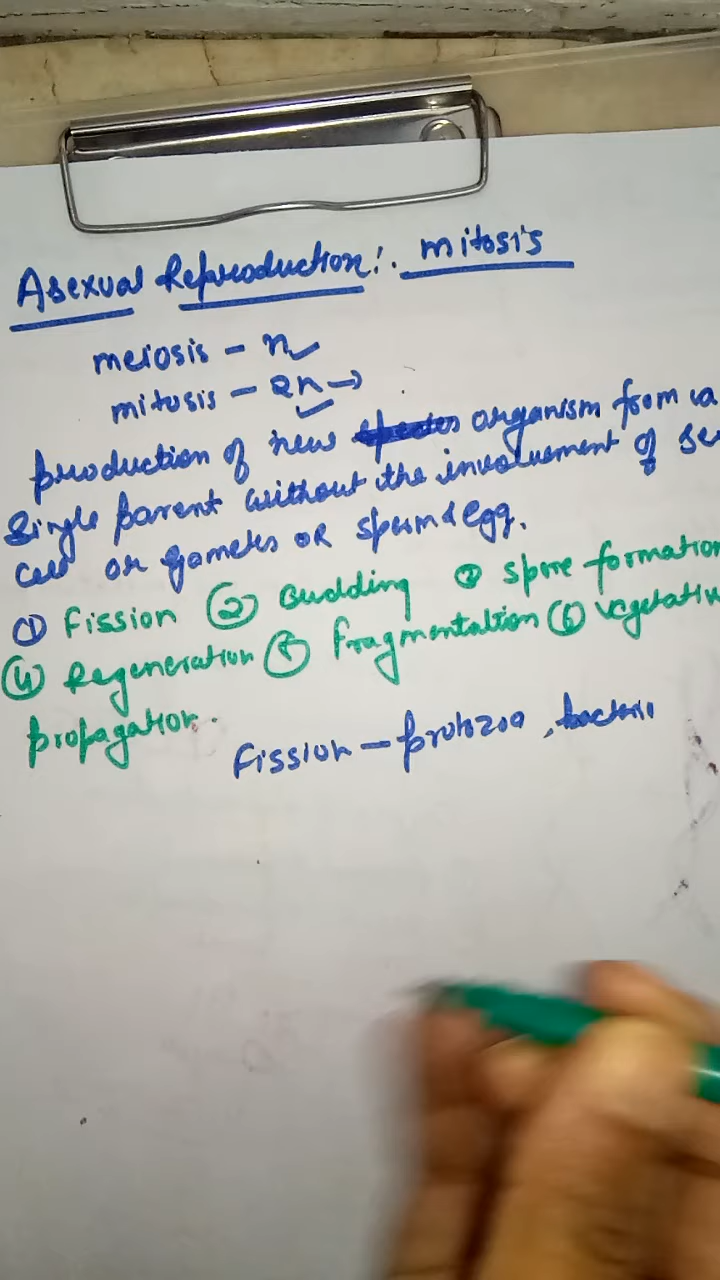 Asexual Reproduction:. mitosis
meiosis - n
mitosis - 2n →
production of new organism from a
single parent without the involvement of se
cell or gametes or sperm & egg.
① Fission ② Budding ③ spore formation
④ Regeneration ⑤ fragmentation ⑥ vegetativ
propagation.
Fission - protozoa, bacteria